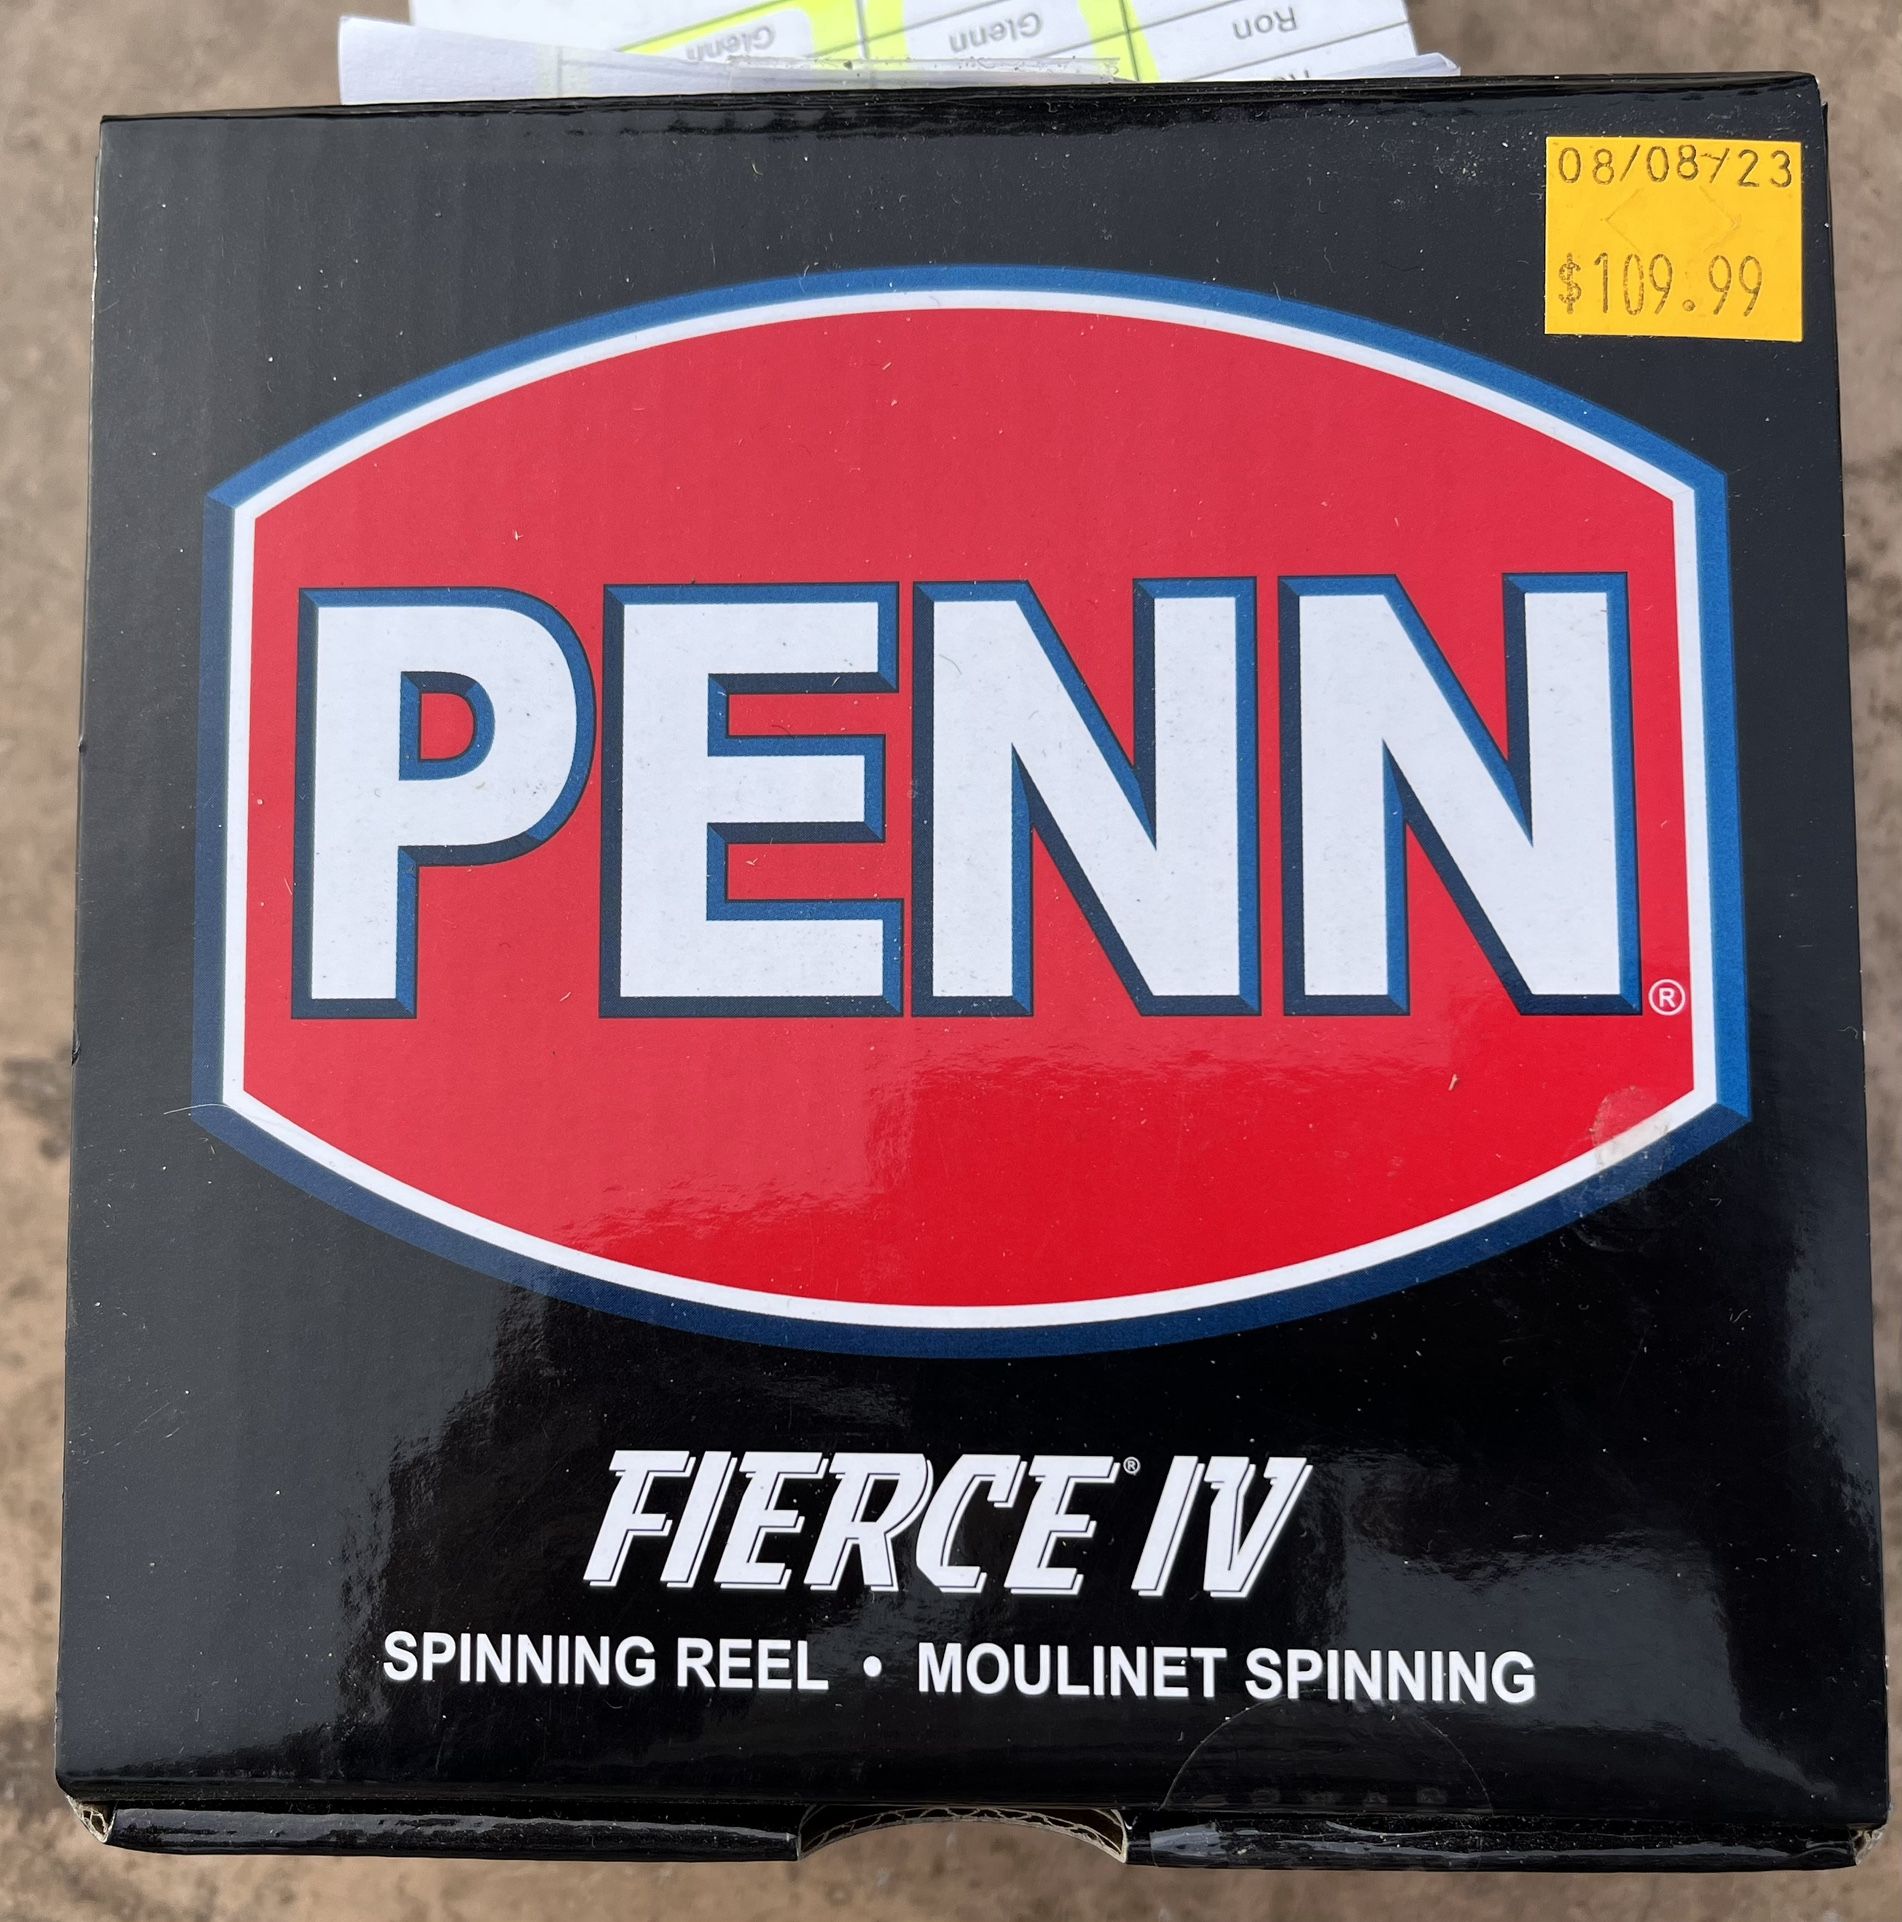 Glenn
Glenn
Ron
08/08/23
$109.99
PENN®
FIERCE® IV
SPINNING REEL • MOULINET SPINNING